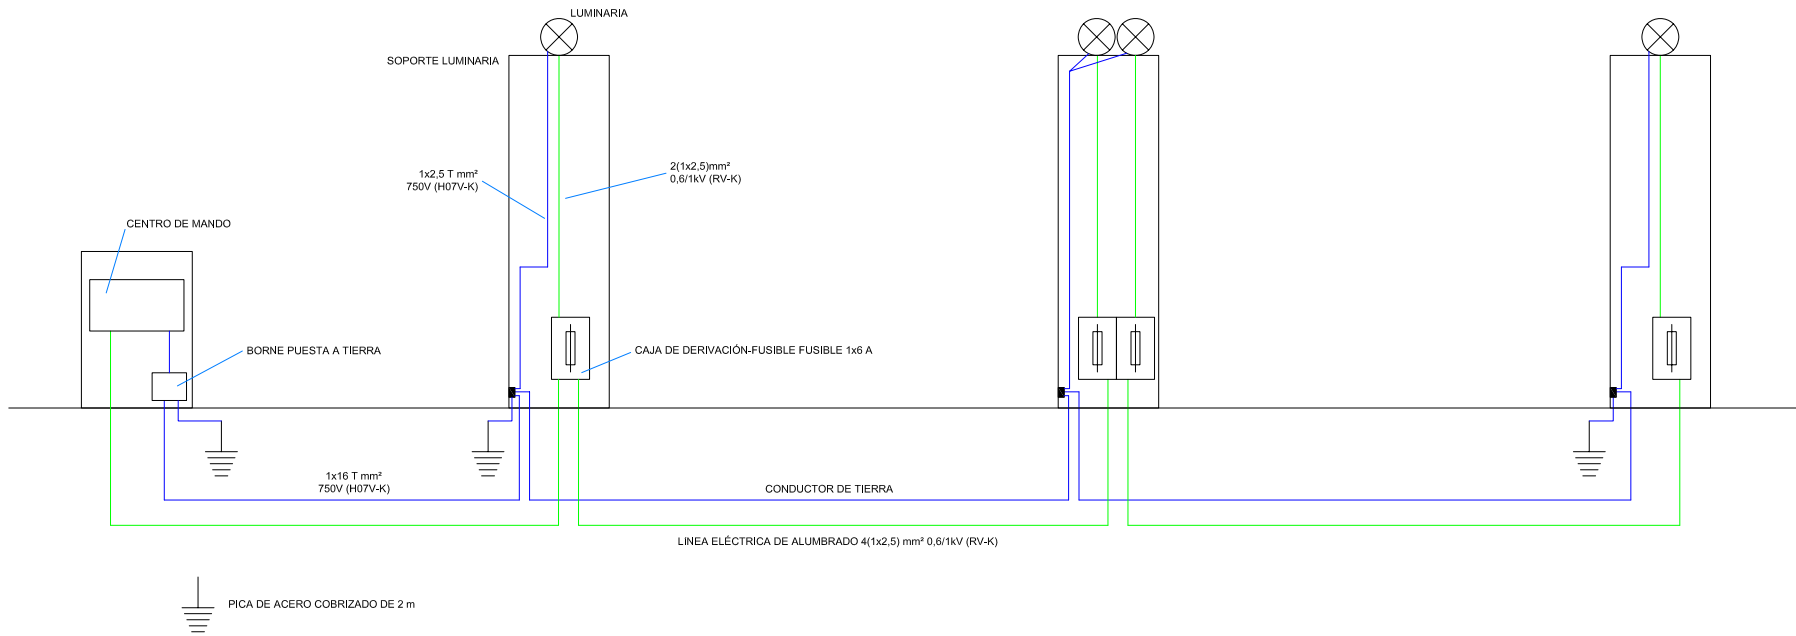 LUMINARIA
SOPORTE LUMINARIA
1x2,5 T mm²
750V (H07V-K)
2(1x2,5)mm²
0,6/1kV (RV-K)
CENTRO DE MANDO
BORNE PUESTA A TIERRA
CAJA DE DERIVACIÓN-FUSIBLE FUSIBLE 1x6 A
1x16 T mm²
750V (H07V-K)
CONDUCTOR DE TIERRA
LINEA ELÉCTRICA DE ALUMBRADO 4(1x2,5) mm² 0,6/1kV (RV-K)
PICA DE ACERO COBRIZADO DE 2 m